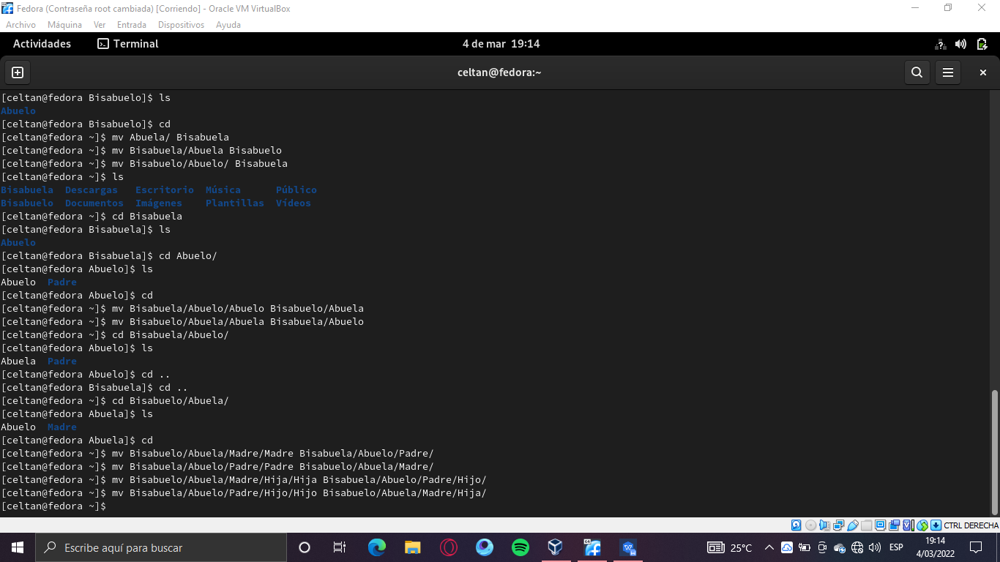 Fedora (Contraseña root cambiada) [Corriendo] - Oracle VM VirtualBox
Archivo Máquina Ver Entrada Dispositivos Ayuda
Actividades Terminal 4 de mar 19:14
celtan@fedora:~
[celtan@fedora Bisabuelo]$ ls
Abuelo
[celtan@fedora Bisabuelo]$ cd
[celtan@fedora ~]$ mv Abuela/ Bisabuela
[celtan@fedora ~]$ mv Bisabuela/Abuela Bisabuelo
[celtan@fedora ~]$ mv Bisabuelo/Abuelo/ Bisabuela
[celtan@fedora ~]$ ls
Bisabuela Descargas Escritorio Música Público
Bisabuelo Documentos Imágenes Plantillas Vídeos
[celtan@fedora ~]$ cd Bisabuela
[celtan@fedora Bisabuela]$ ls
Abuelo
[celtan@fedora Bisabuela]$ cd Abuelo/
[celtan@fedora Abuelo]$ ls
Abuelo Padre
[celtan@fedora Abuelo]$ cd
[celtan@fedora ~]$ mv Bisabuela/Abuelo/Abuelo Bisabuelo/Abuela
[celtan@fedora ~]$ mv Bisabuelo/Abuela/Abuela Bisabuela/Abuelo
[celtan@fedora ~]$ cd Bisabuela/Abuelo/
[celtan@fedora Abuelo]$ ls
Abuela Padre
[celtan@fedora Abuelo]$ cd ..
[celtan@fedora Bisabuela]$ cd ..
[celtan@fedora ~]$ cd Bisabuelo/Abuela/
[celtan@fedora Abuela]$ ls
Abuelo Madre
[celtan@fedora Abuela]$ cd
[celtan@fedora ~]$ mv Bisabuelo/Abuela/Madre/Madre Bisabuela/Abuelo/Padre/
[celtan@fedora ~]$ mv Bisabuela/Abuelo/Padre/Padre Bisabuelo/Abuela/Madre/
[celtan@fedora ~]$ mv Bisabuelo/Abuela/Madre/Hija/Hija Bisabuela/Abuelo/Padre/Hijo/
[celtan@fedora ~]$ mv Bisabuela/Abuelo/Padre/Hijo/Hijo Bisabuelo/Abuela/Madre/Hija/
[celtan@fedora ~]$
CTRL DERECHA
Escribe aquí para buscar 25°C ESP 19:14
4/03/2022